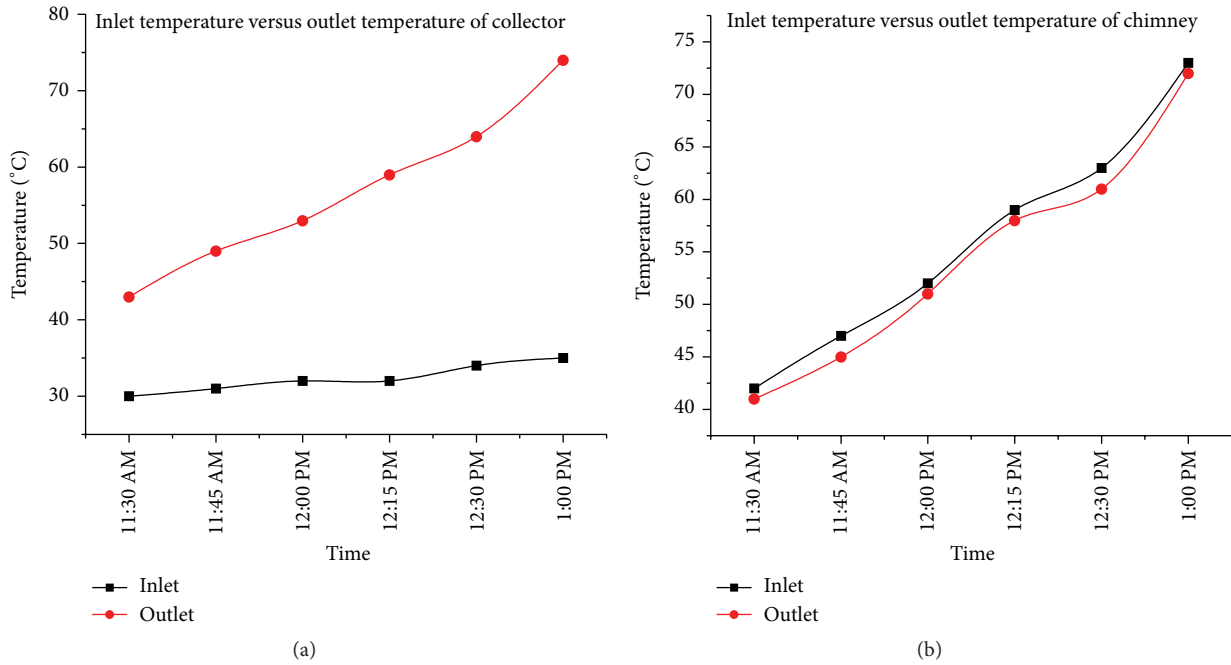 Inlet temperature versus outlet temperature of collector
80
70
60
50
40
30
Temperature (°C)
11:30 AM
11:45 AM
12:00 PM
12:15 PM
12:30 PM
1:00 PM
Time
Inlet
Outlet
(a)
Inlet temperature versus outlet temperature of chimney
75
70
65
60
55
50
45
40
Temperature (°C)
11:30 AM
11:45 AM
12:00 PM
12:15 PM
12:30 PM
1:00 PM
Time
Inlet
Outlet
(b)